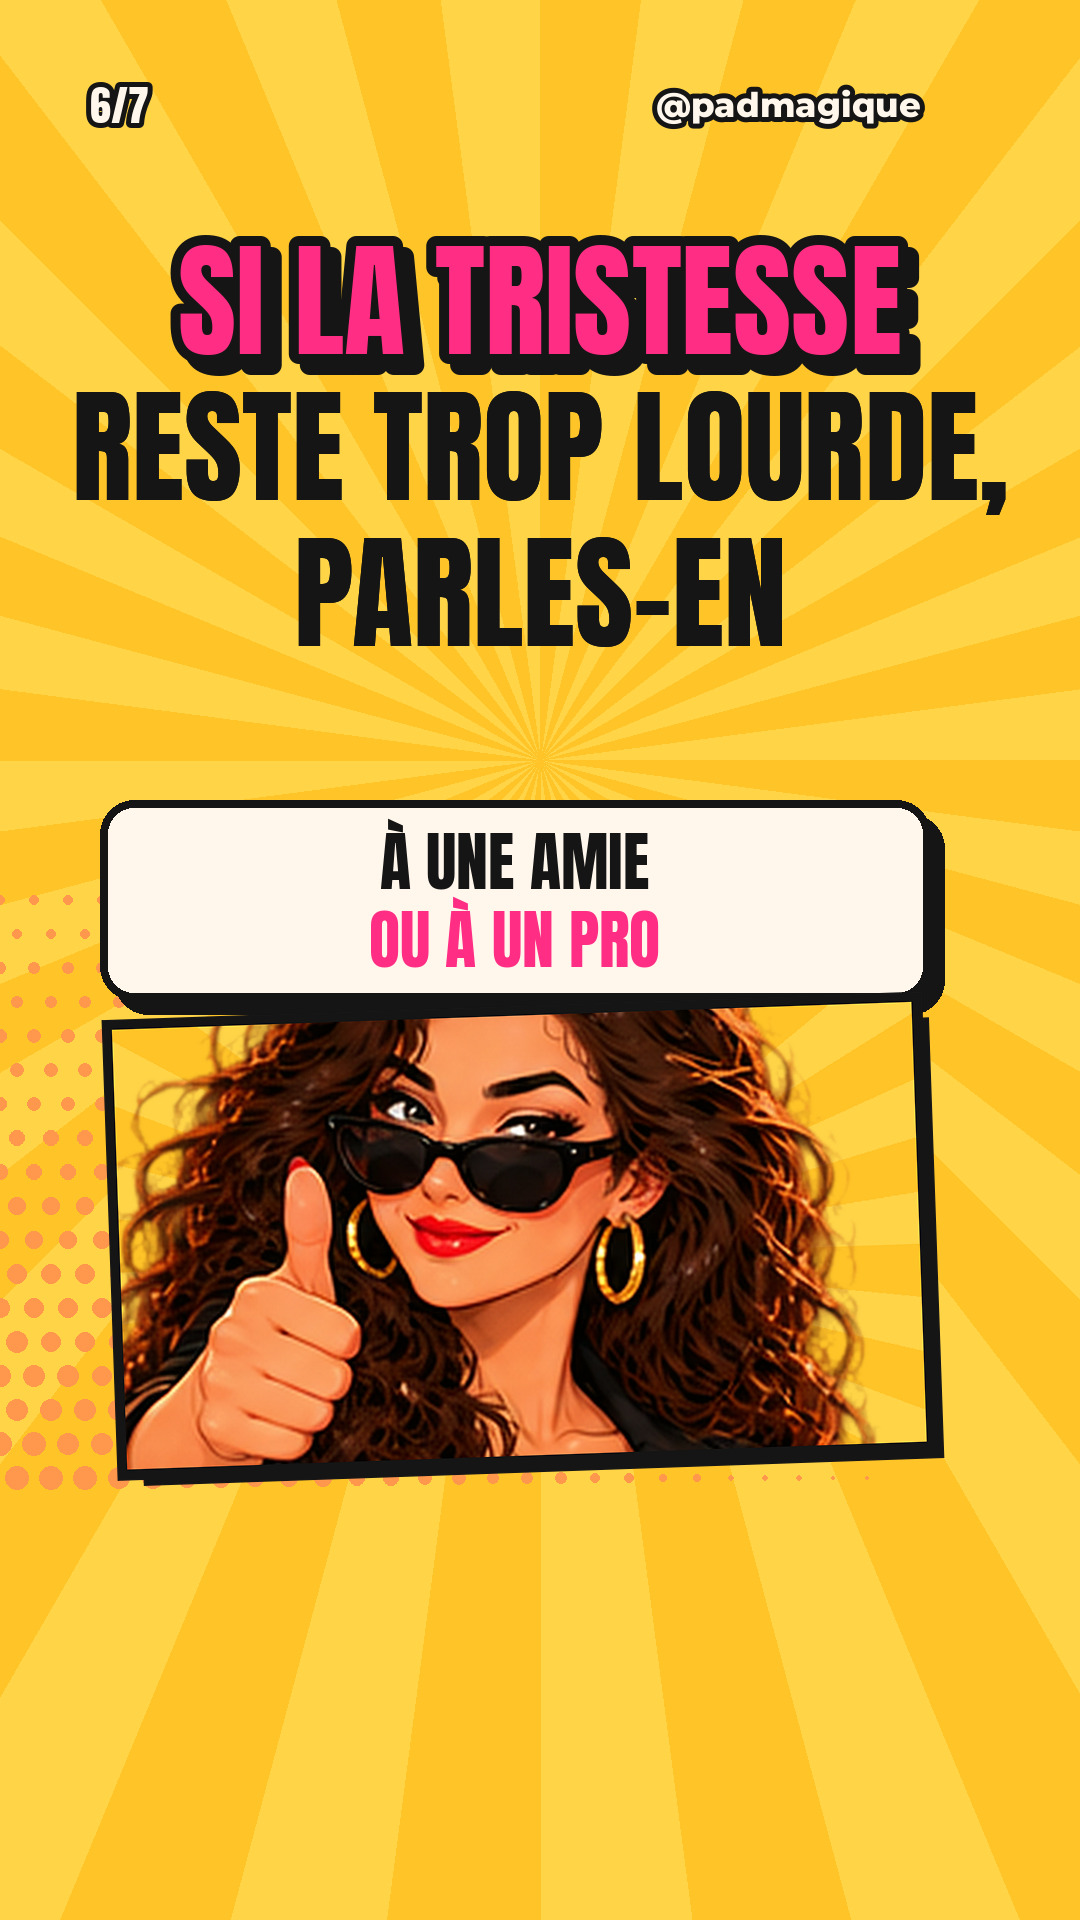 6/7
@padmagique
SI LA TRISTESSE
RESTE TROP LOURDE,
PARLES-EN
À UNE AMIE
OU À UN PRO